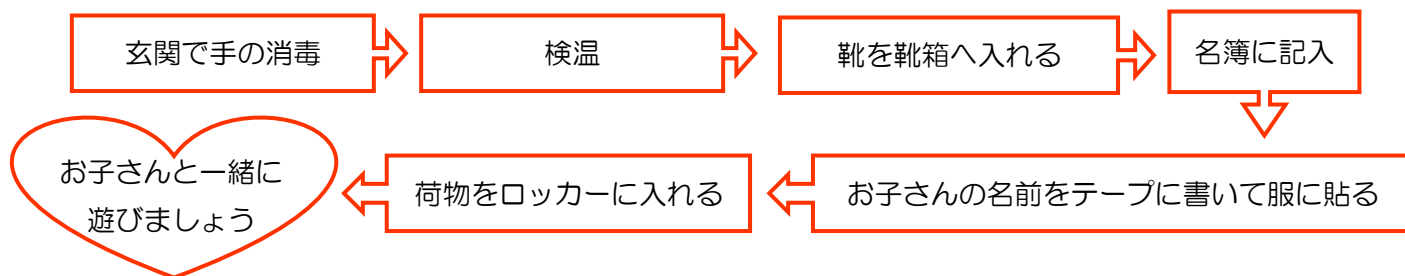 玄関で手の消毒
検温
靴を靴箱へ入れる
名簿に記入
お子さんの名前をテープに書いて服に貼る
荷物をロッカーに入れる
お子さんと一緒に
遊びましょう